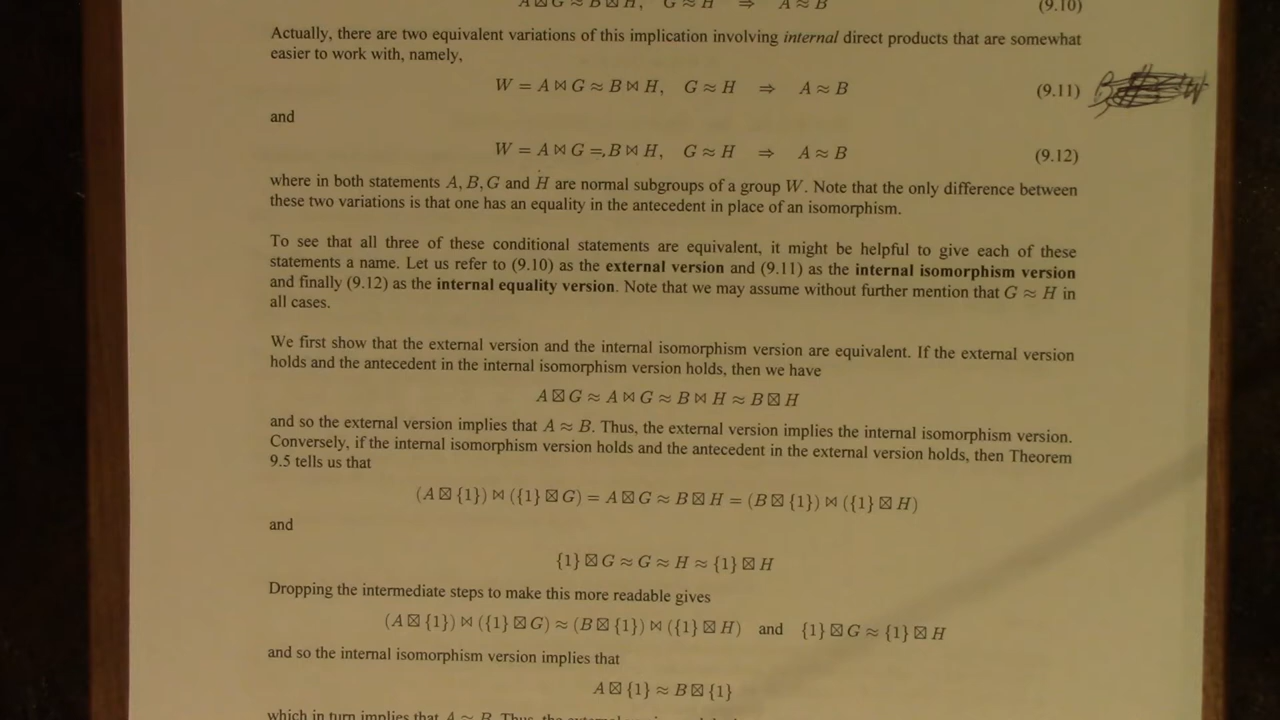 A ⊠ G ≈ B ⊠ H, G ≈ H ⇒ A ≈ B (9.10)
Actually, there are two equivalent variations of this implication involving internal direct products that are somewhat
easier to work with, namely,
W = A ⋈ G ≈ B ⋈ H, G ≈ H ⇒ A ≈ B (9.11)
and
W = A ⋈ G = B ⋈ H, G ≈ H ⇒ A ≈ B (9.12)
where in both statements A, B, G and H are normal subgroups of a group W. Note that the only difference between
these two variations is that one has an equality in the antecedent in place of an isomorphism.
To see that all three of these conditional statements are equivalent, it might be helpful to give each of these
statements a name. Let us refer to (9.10) as the external version and (9.11) as the internal isomorphism version
and finally (9.12) as the internal equality version. Note that we may assume without further mention that G ≈ H in
all cases.
We first show that the external version and the internal isomorphism version are equivalent. If the external version
holds and the antecedent in the internal isomorphism version holds, then we have
A ⊠ G ≈ A ⋈ G ≈ B ⋈ H ≈ B ⊠ H
and so the external version implies that A ≈ B. Thus, the external version implies the internal isomorphism version.
Conversely, if the internal isomorphism version holds and the antecedent in the external version holds, then Theorem
9.5 tells us that
(A ⊠ {1}) ⋈ ({1} ⊠ G) = A ⊠ G ≈ B ⊠ H = (B ⊠ {1}) ⋈ ({1} ⊠ H)
and
{1} ⊠ G ≈ G ≈ H ≈ {1} ⊠ H
Dropping the intermediate steps to make this more readable gives
(A ⊠ {1}) ⋈ ({1} ⊠ G) ≈ (B ⊠ {1}) ⋈ ({1} ⊠ H) and {1} ⊠ G ≈ {1} ⊠ H
and so the internal isomorphism version implies that
A ⊠ {1} ≈ B ⊠ {1}
which in turn implies that A ≈ B. Thus, the